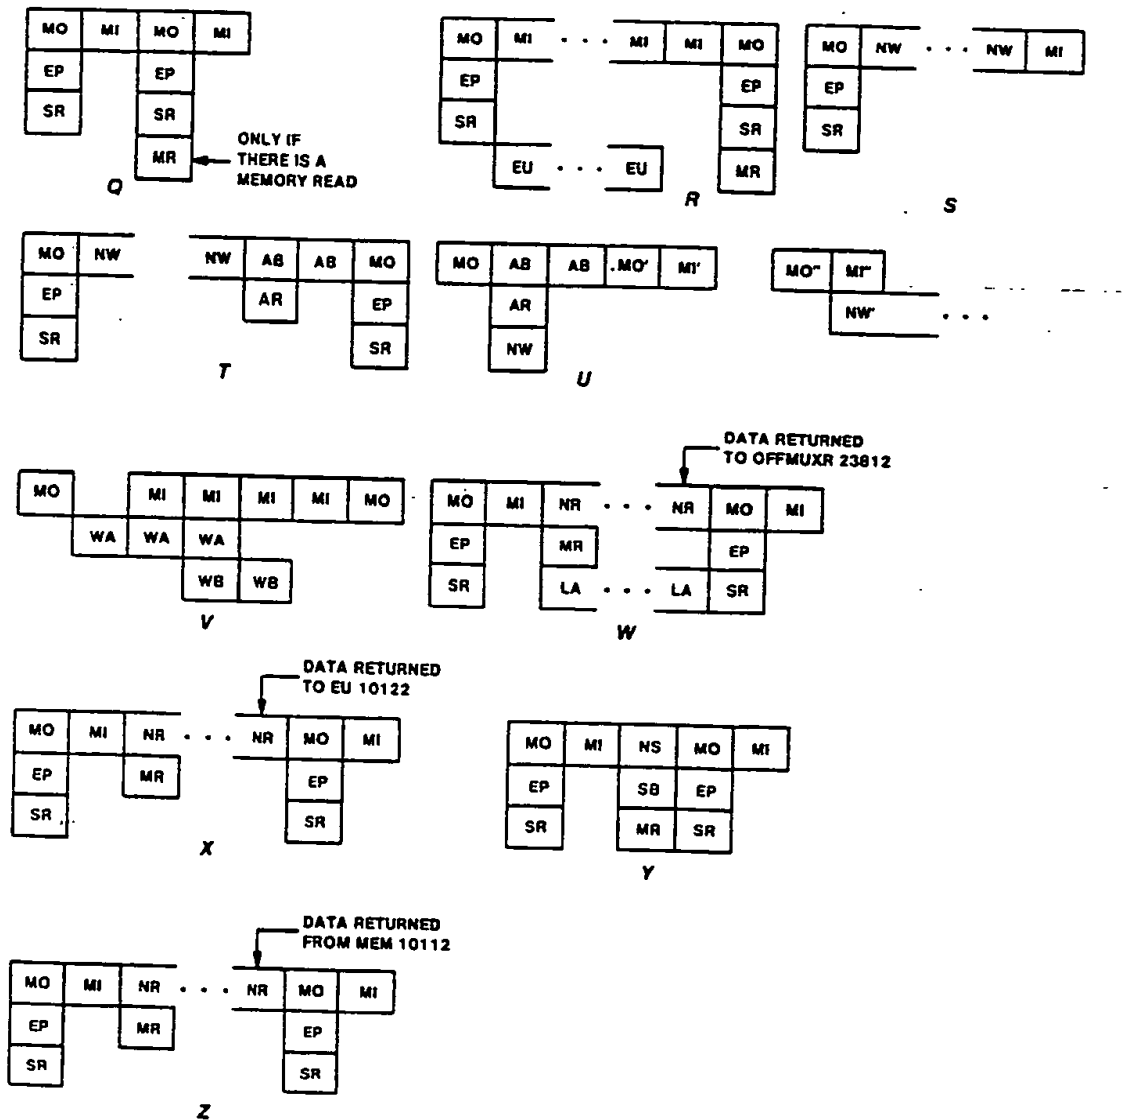 MO MI MO MI
EP EP
SR SR
MR
ONLY IF
THERE IS A
MEMORY READ
Q
MO MI . . . MI MI MO
EP EP
SR SR
EU . . . EU MR
R
MO NW . . . NW MI
EP
SR
S
MO NW NW AB AB MO
EP AR EP
SR SR
T
MO AB AB MO' MI'
AR
NW
U
MO" MI"
NW' . . .
MO MI MI MI MI MO
WA WA WA
WB WB
V
DATA RETURNED
TO OFFMUXR 23812
MO MI NR . . . NR MO MI
EP MR EP
SR LA . . . LA SR
W
DATA RETURNED
TO EU 10122
MO MI NR . . . NR MO MI
EP MR EP
SR SR
X
MO MI NS MO MI
EP SB EP
SR MR SR
Y
DATA RETURNED
FROM MEM 10112
MO MI NR . . . NR MO MI
EP MR EP
SR SR
Z